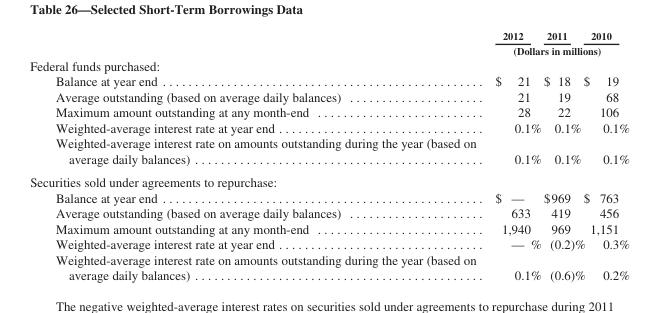 Table 26—Selected Short-Term Borrowings Data
2012 2011 2010
(Dollars in millions)
Federal funds purchased:
Balance at year end . . . . . . . . . . . . . . . . . . . . . . . . . . . . . . . . . . . . . . . . . . . . . . . . . . $ 21 $ 18 $ 19
Average outstanding (based on average daily balances) . . . . . . . . . . . . . . . . . . . . . 21 19 68
Maximum amount outstanding at any month-end . . . . . . . . . . . . . . . . . . . . . . . . . . 28 22 106
Weighted-average interest rate at year end . . . . . . . . . . . . . . . . . . . . . . . . . . . . . . . . 0.1% 0.1% 0.1%
Weighted-average interest rate on amounts outstanding during the year (based on
average daily balances) . . . . . . . . . . . . . . . . . . . . . . . . . . . . . . . . . . . . . . . . . . . . . 0.1% 0.1% 0.1%
Securities sold under agreements to repurchase:
Balance at year end . . . . . . . . . . . . . . . . . . . . . . . . . . . . . . . . . . . . . . . . . . . . . . . . . . $ — $969 $ 763
Average outstanding (based on average daily balances) . . . . . . . . . . . . . . . . . . . . . 633 419 456
Maximum amount outstanding at any month-end . . . . . . . . . . . . . . . . . . . . . . . . . . 1,940 969 1,151
Weighted-average interest rate at year end . . . . . . . . . . . . . . . . . . . . . . . . . . . . . . . . — % (0.2)% 0.3%
Weighted-average interest rate on amounts outstanding during the year (based on
average daily balances) . . . . . . . . . . . . . . . . . . . . . . . . . . . . . . . . . . . . . . . . . . . . . 0.1% (0.6)% 0.2%
The negative weighted-average interest rates on securities sold under agreements to repurchase during 2011